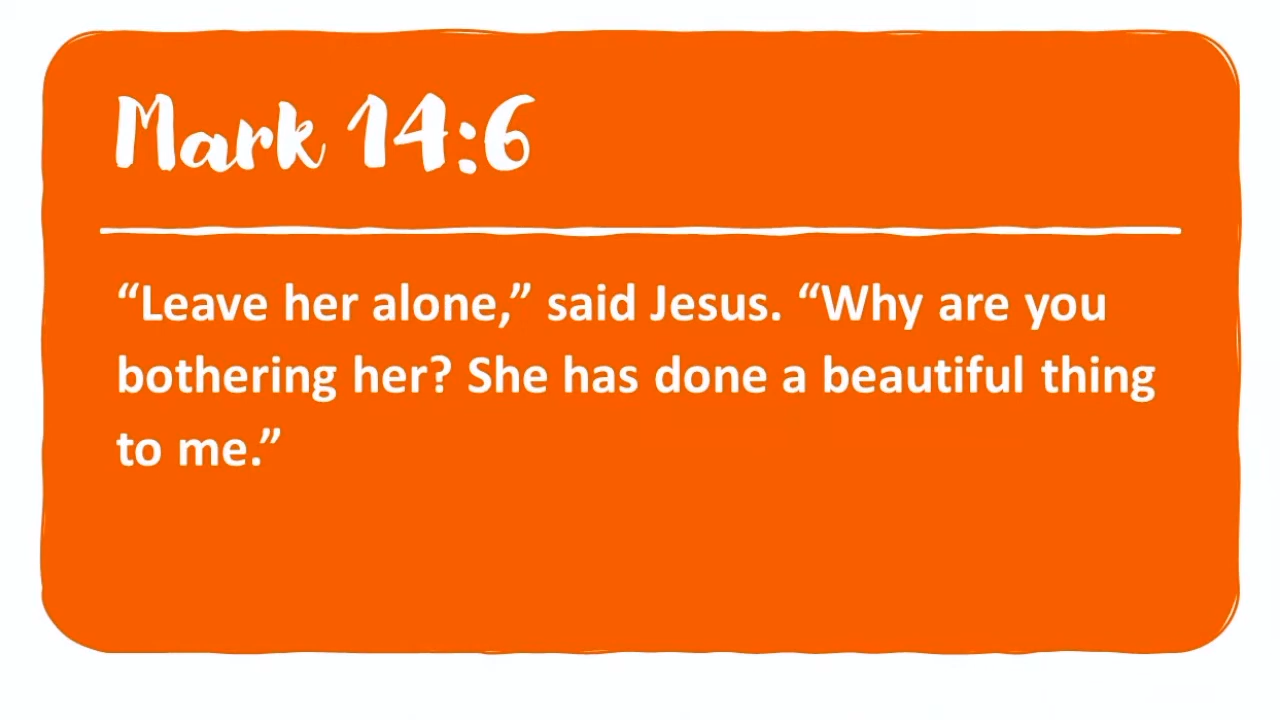 Mark 14:6
“Leave her alone,” said Jesus. “Why are you
bothering her? She has done a beautiful thing
to me.”